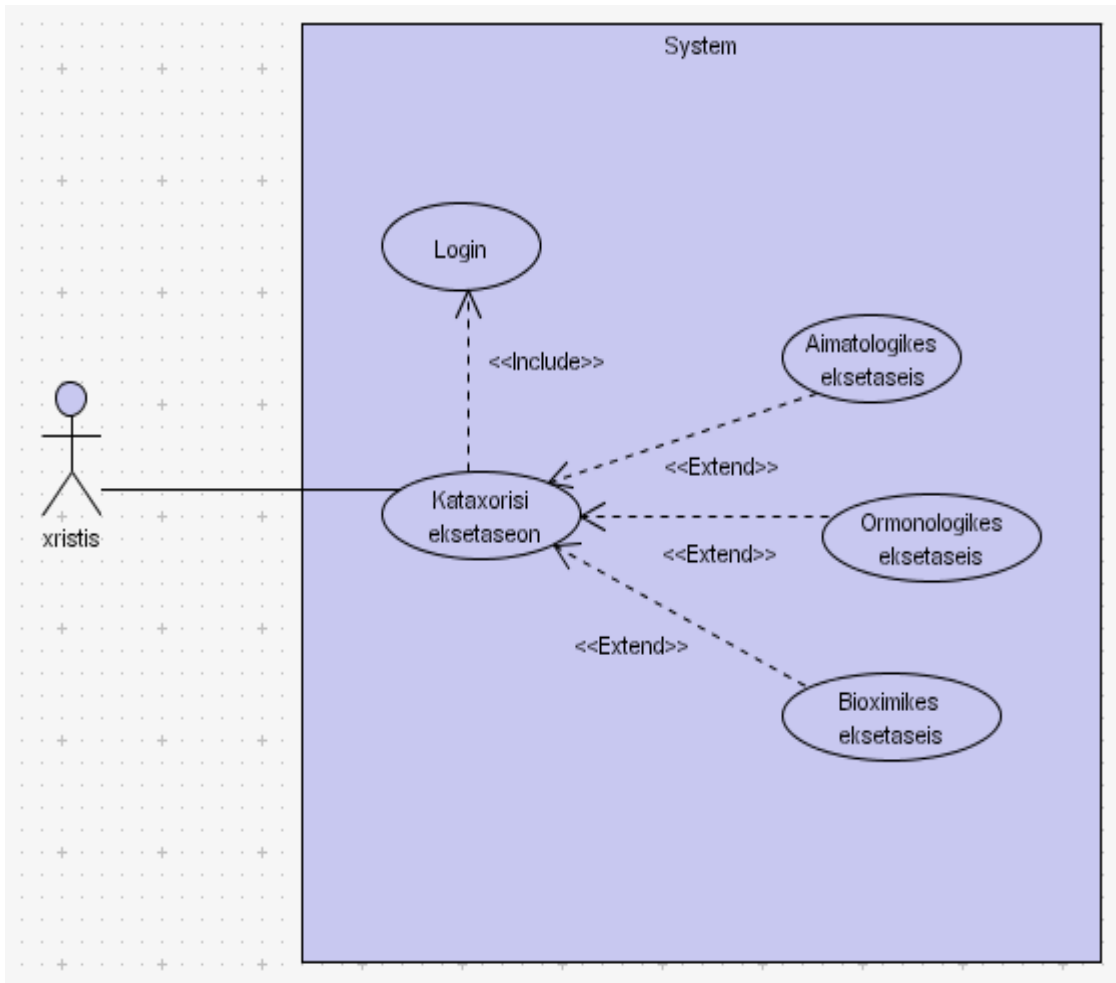 System
Login
<<Include>>
Aimatologikes
eksetaseis
<<Extend>>
Kataxorisi
eksetaseon
xristis
Ormonologikes
eksetaseis
<<Extend>>
<<Extend>>
Bioximikes
eksetaseis